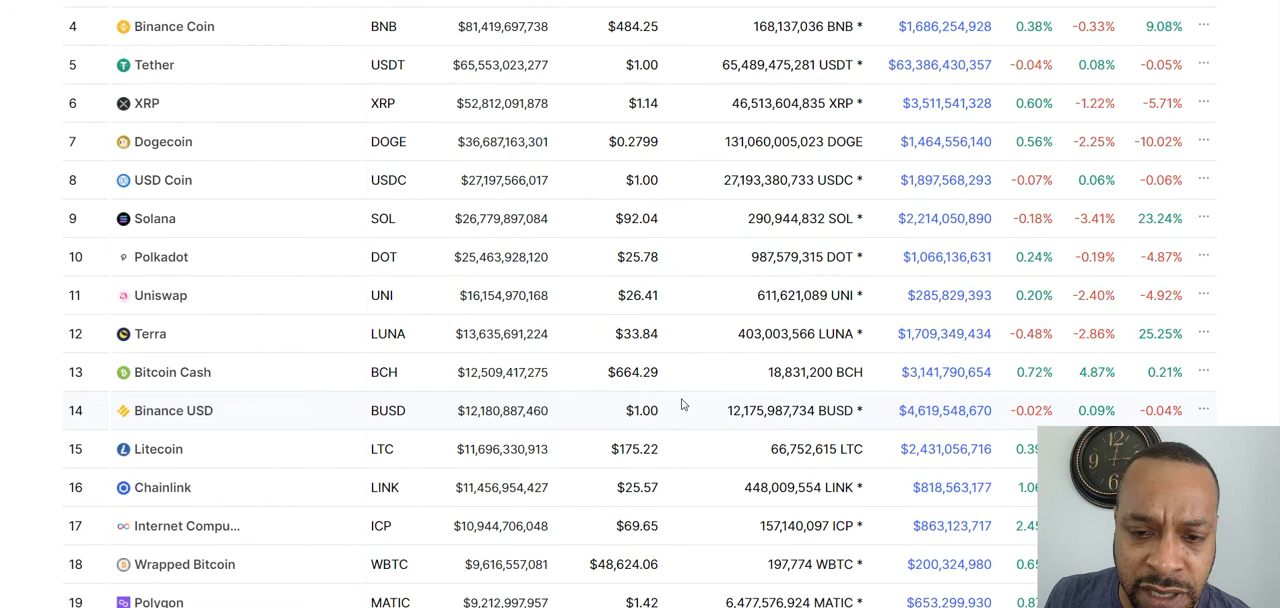 4 Binance Coin BNB $81,419,697,738 $484.25 168,137,036 BNB * $1,686,254,928 0.38% -0.33% 9.08% ...
5 Tether USDT $65,553,023,277 $1.00 65,489,475,281 USDT * $63,386,430,357 -0.04% 0.08% -0.05% ...
6 XRP XRP $52,812,091,878 $1.14 46,513,604,835 XRP * $3,511,541,328 0.60% -1.22% -5.71% ...
7 Dogecoin DOGE $36,687,163,301 $0.2799 131,060,005,023 DOGE $1,464,556,140 0.56% -2.25% -10.02% ...
8 USD Coin USDC $27,197,566,017 $1.00 27,193,380,733 USDC * $1,897,568,293 -0.07% 0.06% -0.06% ...
9 Solana SOL $26,779,897,084 $92.04 290,944,832 SOL * $2,214,050,890 -0.18% -3.41% 23.24% ...
10 Polkadot DOT $25,463,928,120 $25.78 987,579,315 DOT * $1,066,136,631 0.24% -0.19% -4.87% ...
11 Uniswap UNI $16,154,970,168 $26.41 611,621,089 UNI * $285,829,393 0.20% -2.40% -4.92% ...
12 Terra LUNA $13,635,691,224 $33.84 403,003,566 LUNA * $1,709,349,434 -0.48% -2.86% 25.25% ...
13 Bitcoin Cash BCH $12,509,417,275 $664.29 18,831,200 BCH $3,141,790,654 0.72% 4.87% 0.21% ...
14 Binance USD BUSD $12,180,887,460 $1.00 12,175,987,734 BUSD * $4,619,548,670 -0.02% 0.09% -0.04% ...
15 Litecoin LTC $11,696,330,913 $175.22 66,752,615 LTC $2,431,056,716
16 Chainlink LINK $11,456,954,427 $25.57 448,009,554 LINK * $818,563,177
17 Internet Compu... ICP $10,944,706,048 $69.65 157,140,097 ICP * $863,123,717
18 Wrapped Bitcoin WBTC $9,616,557,081 $48,624.06 197,774 WBTC * $200,324,980
19 Polygon MATIC $9,212,997,957 $1.42 6,477,576,924 MATIC * $653,299,930
12
9
6